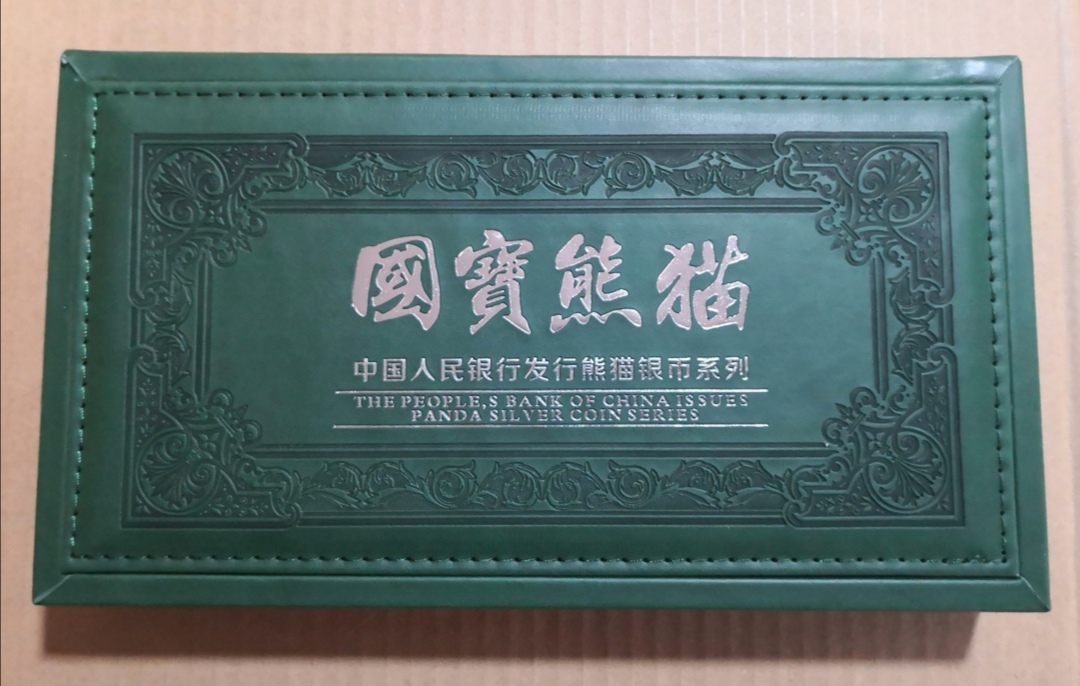 國寶熊猫
中国人民银行发行熊猫银币系列
THE PEOPLE,S BANK OF CHINA ISSUES
PANDA SILVER COIN SERIES